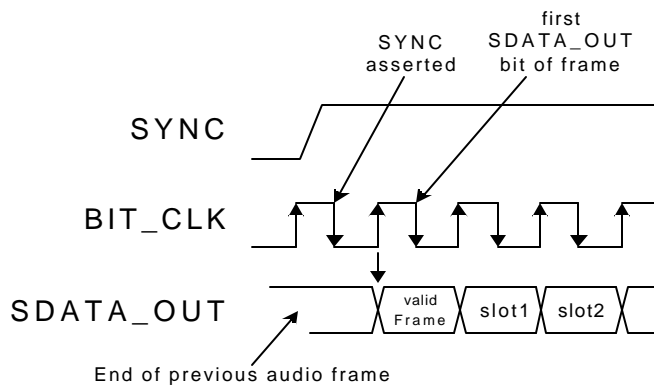 first
SYNC
asserted
SDATA_OUT
bit of frame
SYNC
BIT_CLK
SDATA_OUT
valid
Frame
slot1
slot2
End of previous audio frame